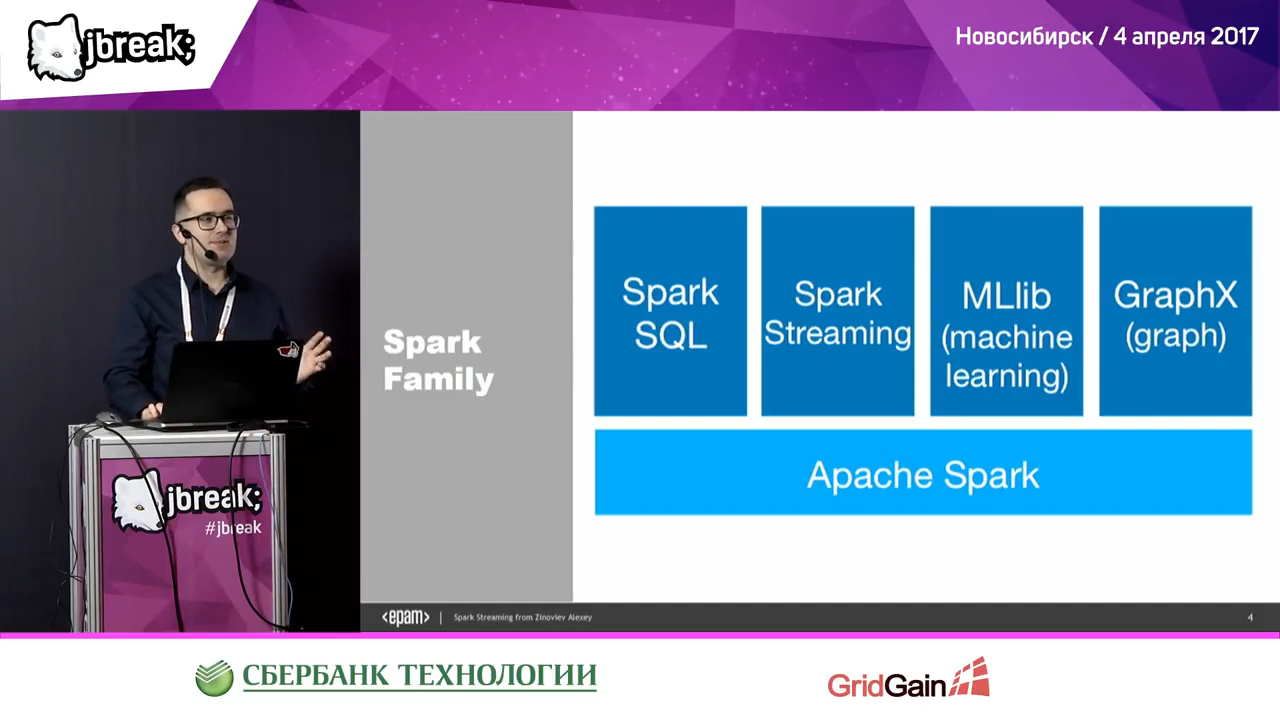 jbreak;
Новосибирск / 4 апреля 2017
Spark
Family
Spark
SQL
Spark
Streaming
MLlib
(machine
learning)
GraphX
(graph)
Apache Spark
jbreak;
#jbreak
<epam> | Spark Streaming from Zinoviev Alexey
4
СБЕРБАНК ТЕХНОЛОГИИ
GridGain